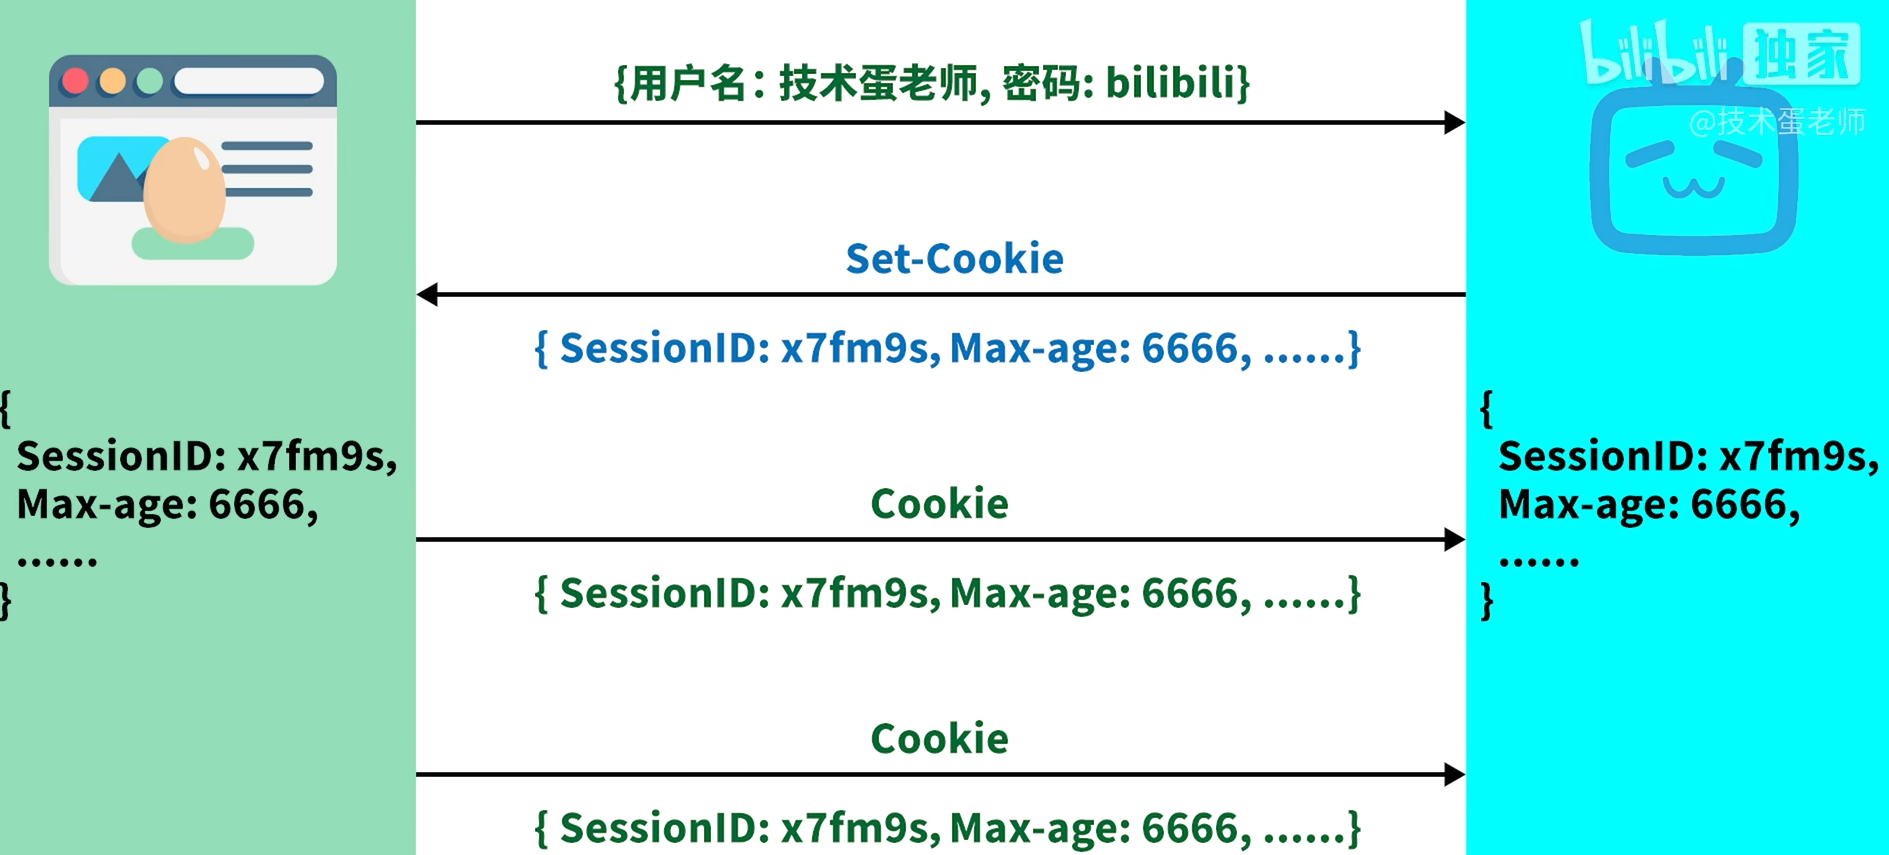 bilibili 独家
@技术蛋老师
{用户名：技术蛋老师, 密码: bilibili}
Set-Cookie
{ SessionID: x7fm9s, Max-age: 6666, ......}
{
SessionID: x7fm9s,
Max-age: 6666,
......
}
{
SessionID: x7fm9s,
Max-age: 6666,
......
}
Cookie
{ SessionID: x7fm9s, Max-age: 6666, ......}
Cookie
{ SessionID: x7fm9s, Max-age: 6666, ......}